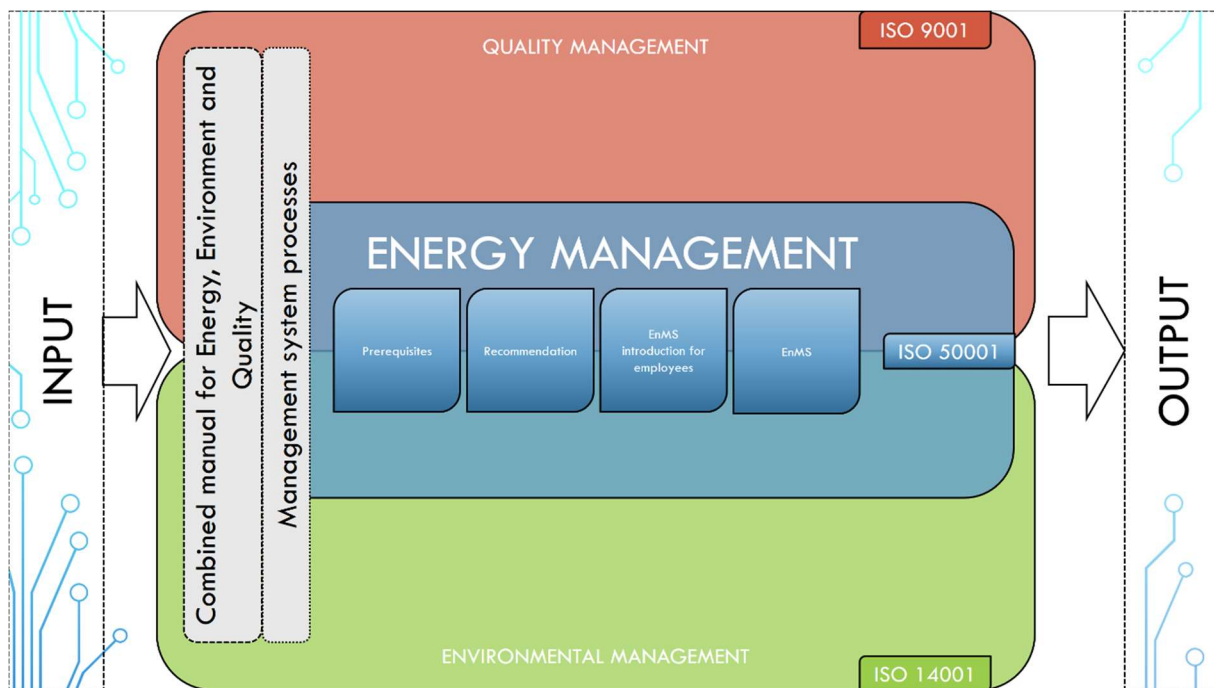 ISO 9001
QUALITY MANAGEMENT
INPUT
Combined manual for Energy, Environment and
Quality
Management system processes
ENERGY MANAGEMENT
Prerequisites
Recommendation
EnMS
introduction for
employees
EnMS
ISO 50001
OUTPUT
ENVIRONMENTAL MANAGEMENT
ISO 14001